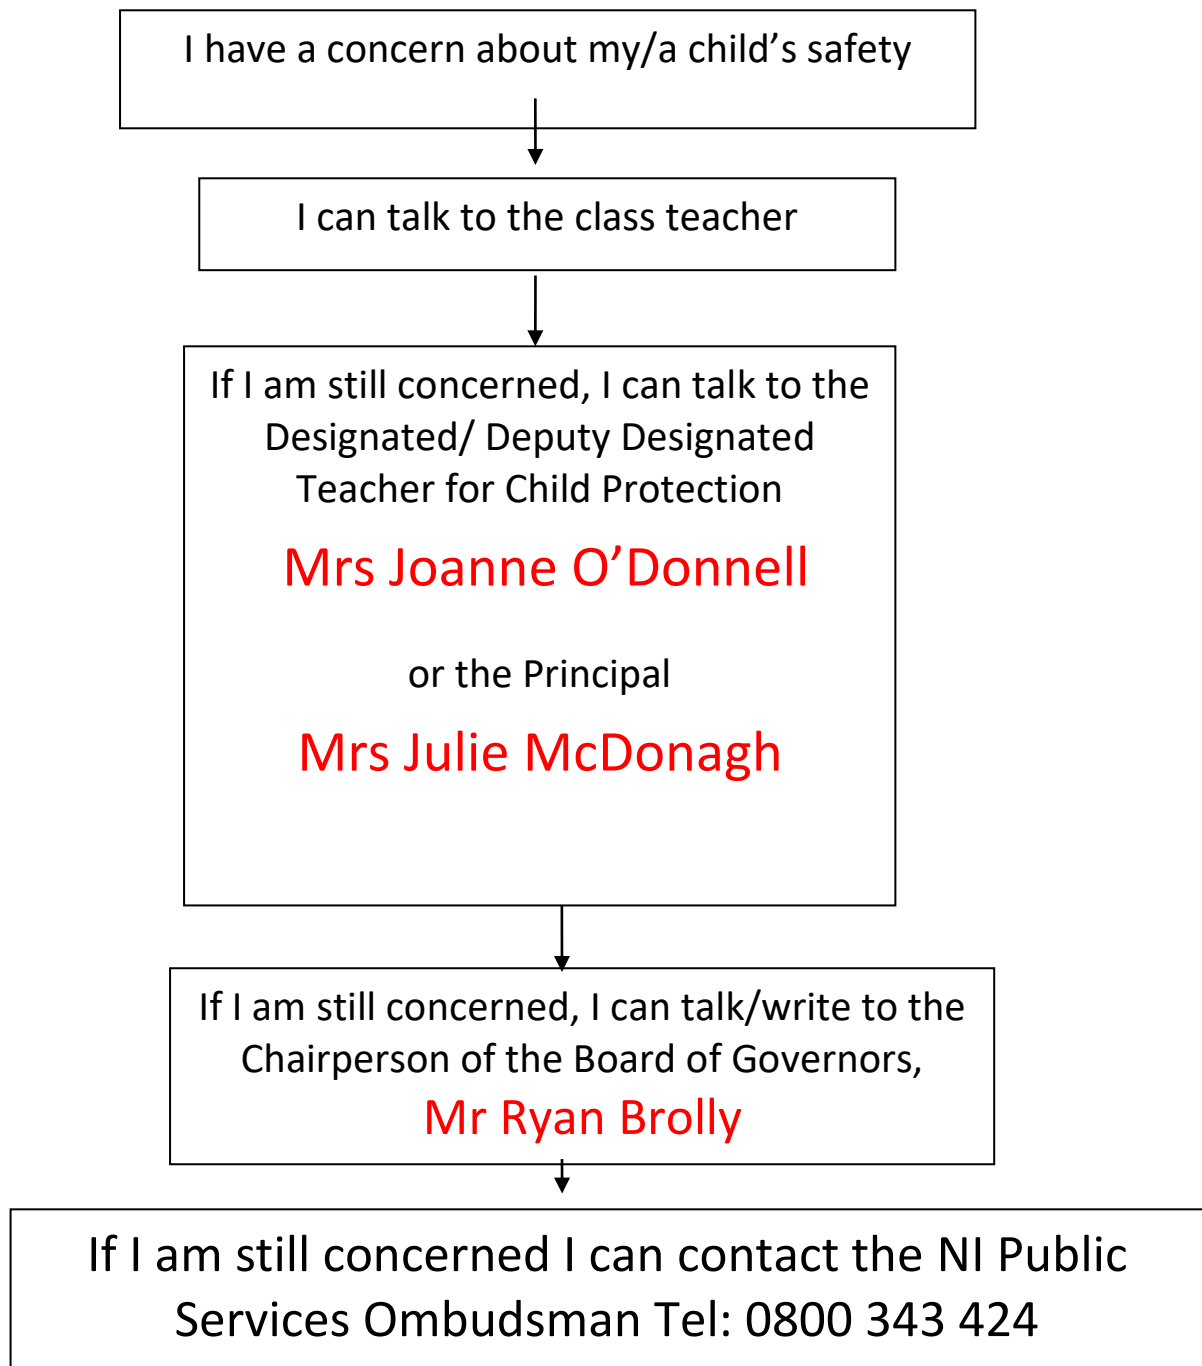 I have a concern about my/a child’s safety
I can talk to the class teacher
If I am still concerned, I can talk to the
Designated/ Deputy Designated
Teacher for Child Protection
Mrs Joanne O’Donnell
or the Principal
Mrs Julie McDonagh
If I am still concerned, I can talk/write to the
Chairperson of the Board of Governors,
Mr Ryan Brolly
If I am still concerned I can contact the NI Public
Services Ombudsman Tel: 0800 343 424